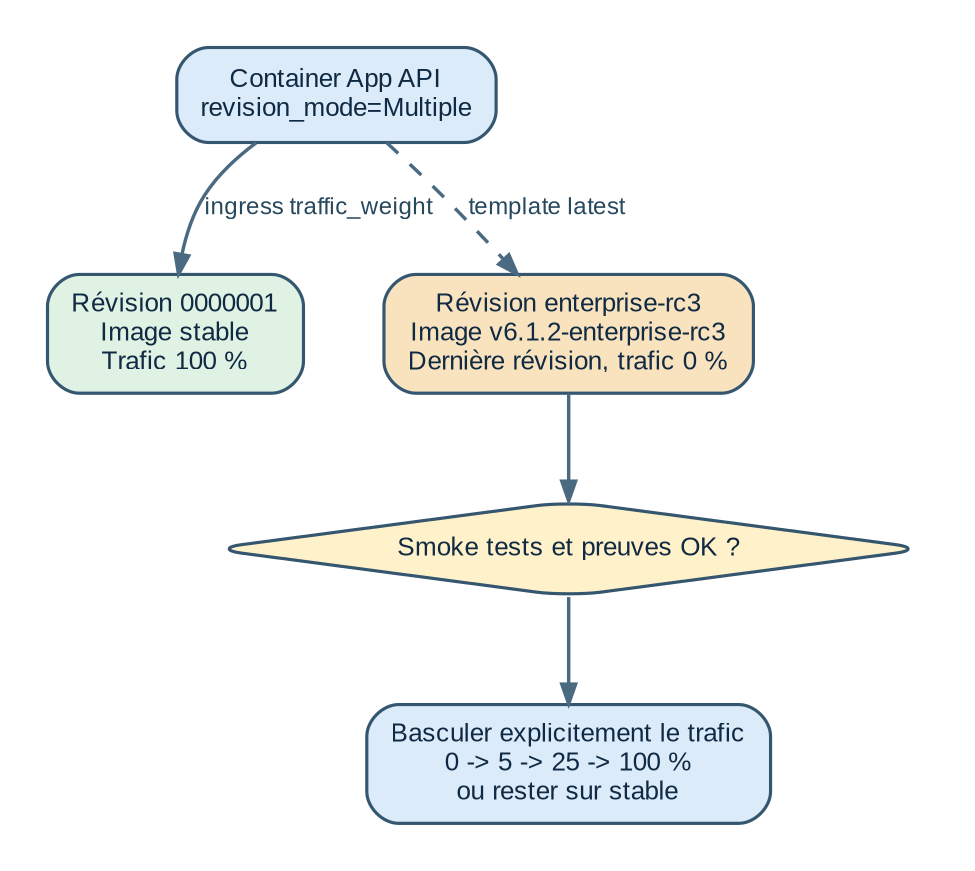 Container App API
revision_mode=Multiple
ingress traffic_weight
template latest
Révision 0000001
Image stable
Trafic 100 %
Révision enterprise-rc3
Image v6.1.2-enterprise-rc3
Dernière révision, trafic 0 %
Smoke tests et preuves OK ?
Basculer explicitement le trafic
0 -> 5 -> 25 -> 100 %
ou rester sur stable